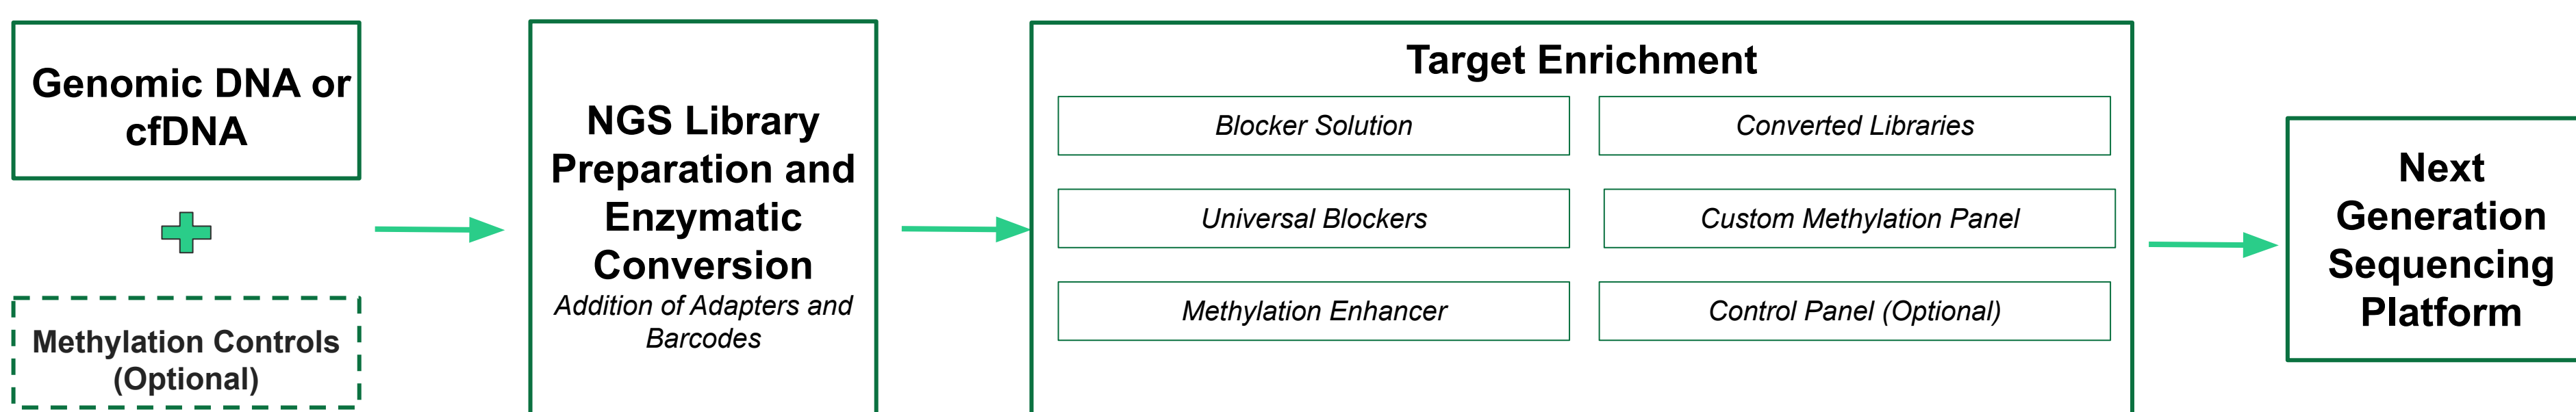 Genomic DNA or
cfDNA
Methylation Controls
(Optional)
NGS Library
Preparation and
Enzymatic
Conversion
Addition of Adapters and
Barcodes
Target Enrichment
Blocker Solution
Converted Libraries
Universal Blockers
Custom Methylation Panel
Methylation Enhancer
Control Panel (Optional)
Next
Generation
Sequencing
Platform